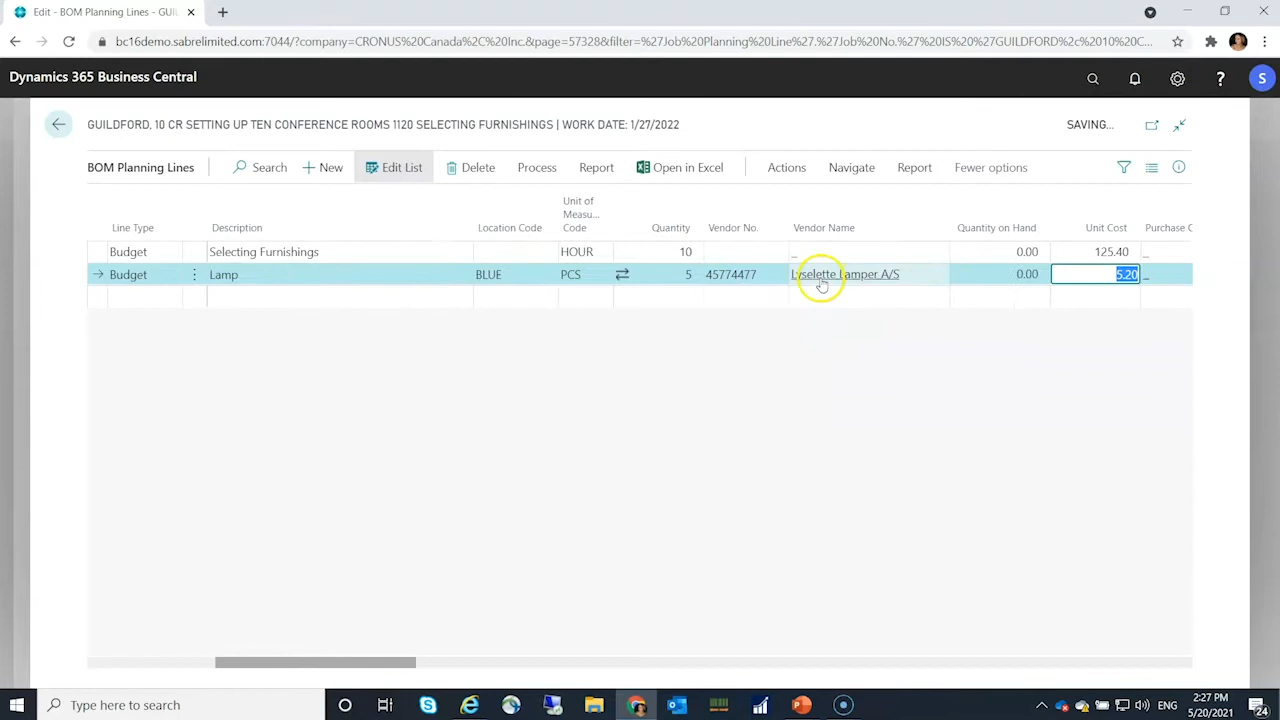 Edit - BOM Planning Lines - GUIL
bc16demo.sabrelimited.com:7044/?company=CRONUS%20Canada%2C%20Inc.&page=57328&filter=%27Job%20Planning%20Line%27.%27Job%20No.%27%20IS%20%27GUILDFORD%2c%2010%20C...
Dynamics 365 Business Central
S
GUILDFORD, 10 CR SETTING UP TEN CONFERENCE ROOMS 1120 SELECTING FURNISHINGS | WORK DATE: 1/27/2022
SAVING...
BOM Planning Lines
Search
New
Edit List
Delete
Process
Report
Open in Excel
Actions
Navigate
Report
Fewer options
Line Type
Description
Location Code
Unit of
Measu...
Code
Quantity
Vendor No.
Vendor Name
Quantity on Hand
Unit Cost
Purchase C
Budget Selecting Furnishings HOUR 10 _ 0.00 125.40 _
Budget Lamp BLUE PCS 5 45774477 Lyselette Lamper A/S 0.00 5.20 _
Type here to search
ENG
2:27 PM
5/20/2021
24